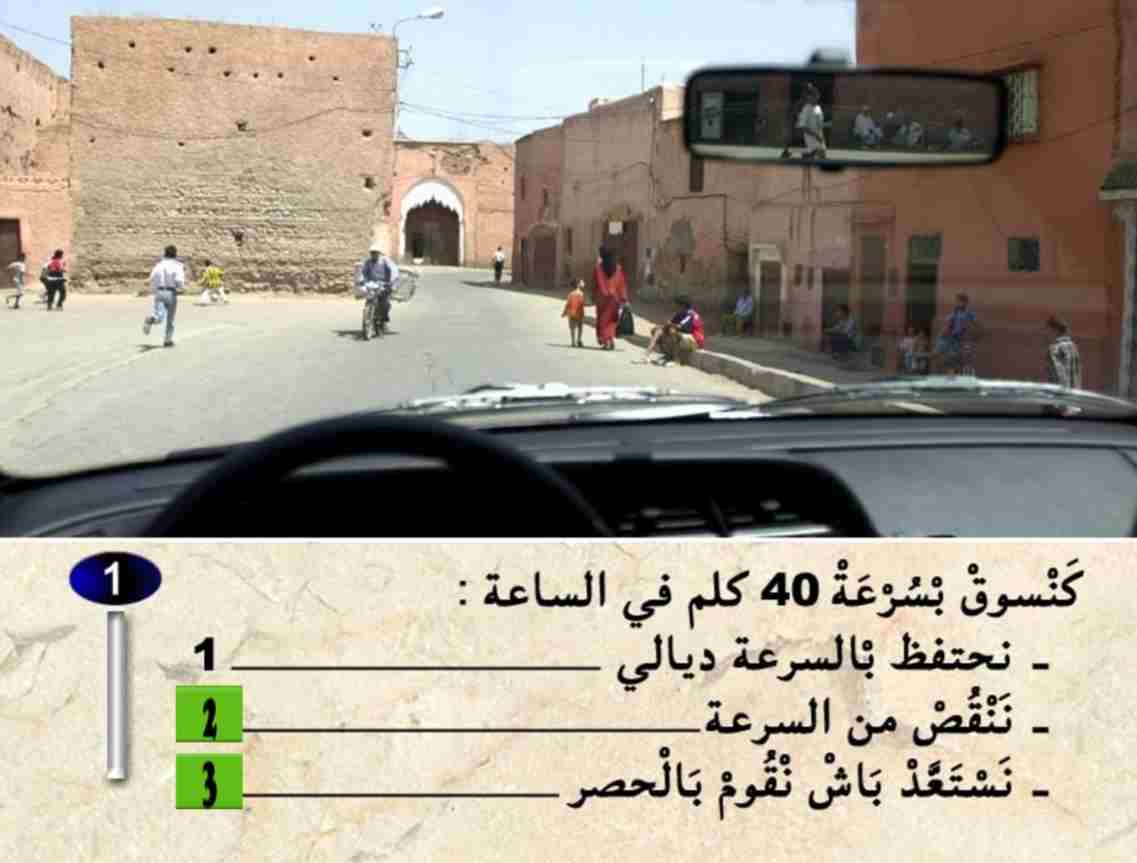 1
كَنْسوقْ بْسُرْعَةْ 40 كلم في الساعة :
- نحتفظ بْالسرعة ديالي 1
- نَنْقُصْ من السرعة 2
- نَسْتَعَّدْ بَاشْ نْقُومْ بَالْحصر 3